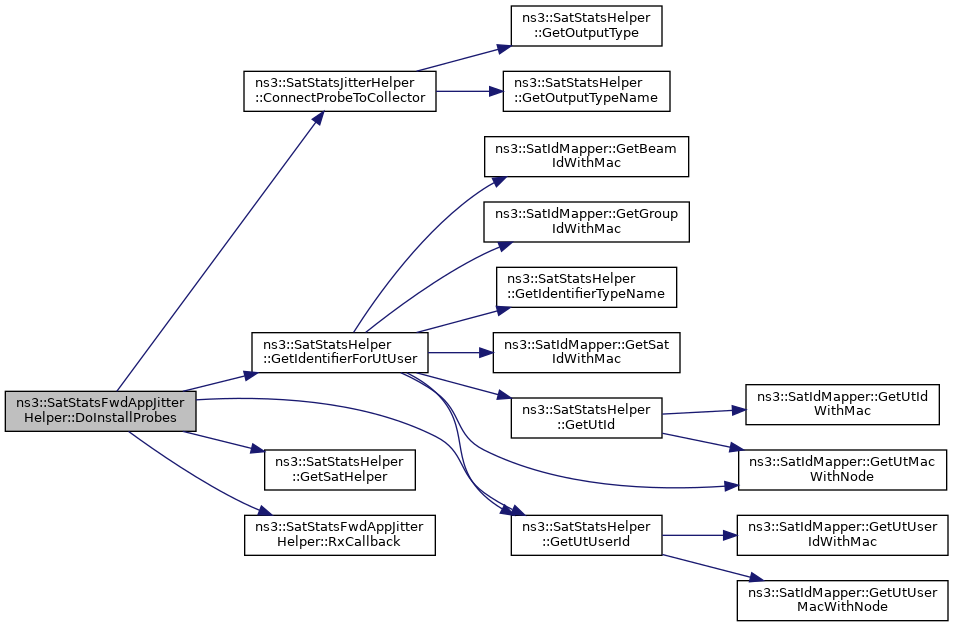 ns3::SatStatsHelper
::GetOutputType
ns3::SatStatsJitterHelper
::ConnectProbeToCollector
ns3::SatStatsHelper
::GetOutputTypeName
ns3::SatIdMapper::GetBeam
IdWithMac
ns3::SatIdMapper::GetGroup
IdWithMac
ns3::SatStatsHelper
::GetIdentifierTypeName
ns3::SatStatsHelper
::GetIdentifierForUtUser
ns3::SatIdMapper::GetSat
IdWithMac
ns3::SatStatsFwdAppJitter
Helper::DoInstallProbes
ns3::SatStatsHelper
::GetUtId
ns3::SatIdMapper::GetUtId
WithMac
ns3::SatStatsHelper
::GetSatHelper
ns3::SatIdMapper::GetUtMac
WithNode
ns3::SatStatsFwdAppJitter
Helper::RxCallback
ns3::SatStatsHelper
::GetUtUserId
ns3::SatIdMapper::GetUtUser
IdWithMac
ns3::SatIdMapper::GetUtUser
MacWithNode